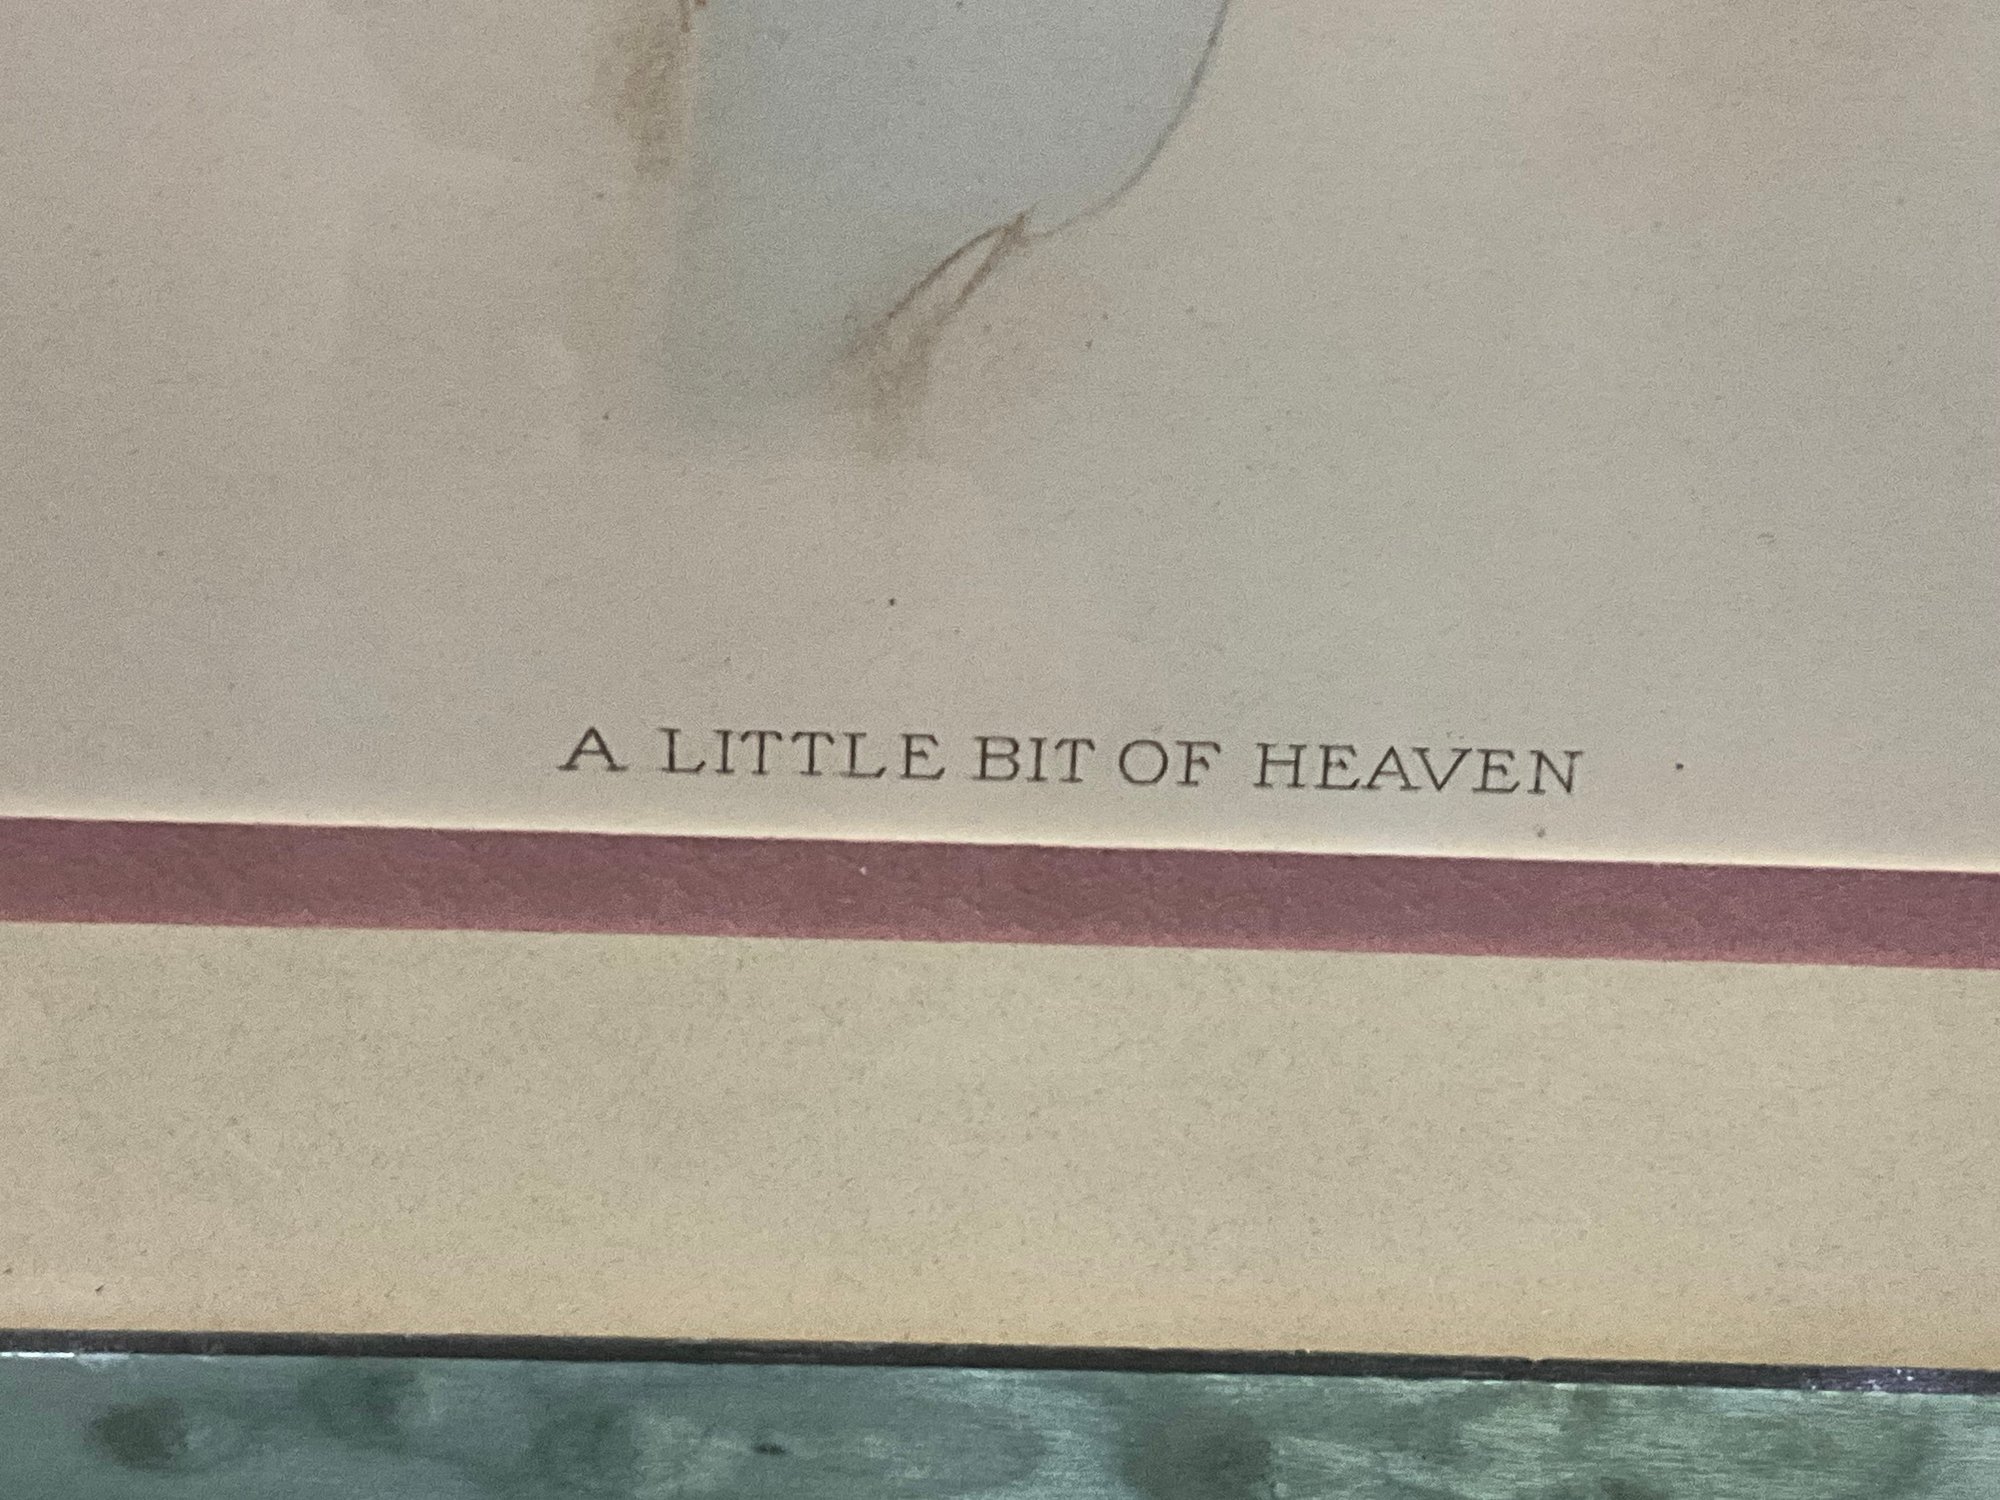 A LITTLE BIT OF HEAVEN